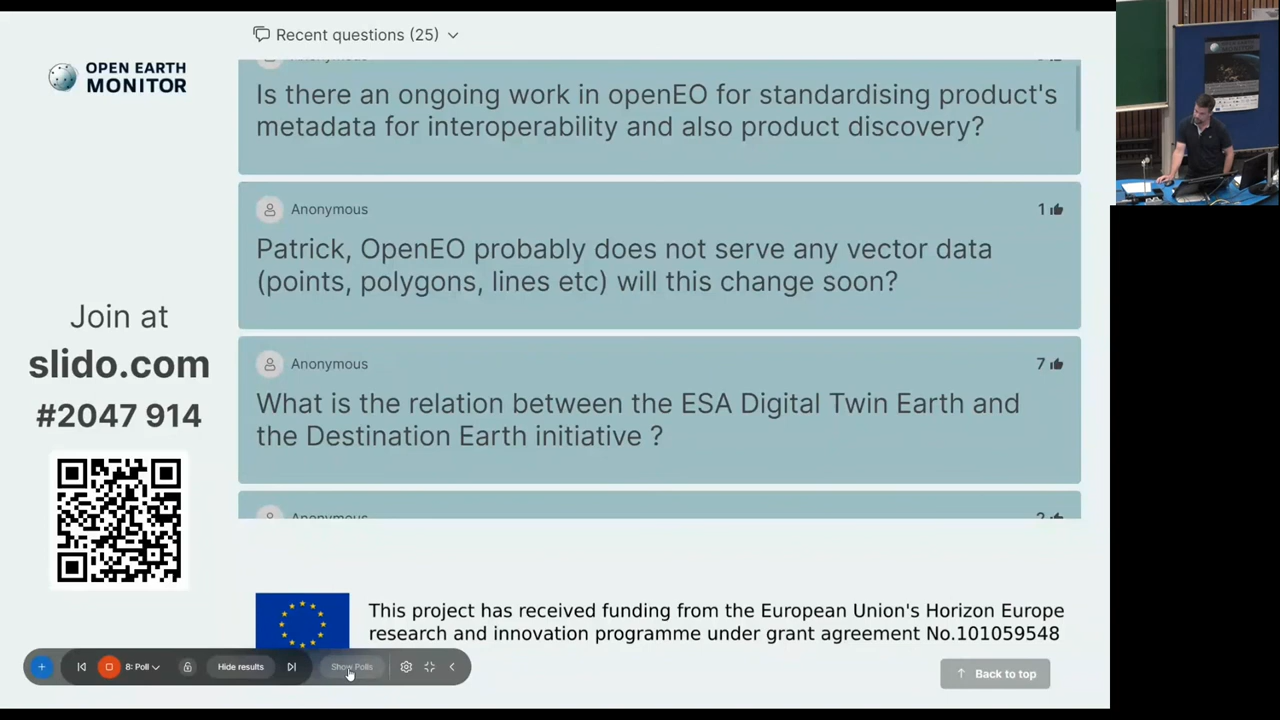 Recent questions (25)
OPEN EARTH
MONITOR
Is there an ongoing work in openEO for standardising product's
metadata for interoperability and also product discovery?
Anonymous
1
Patrick, OpenEO probably does not serve any vector data
(points, polygons, lines etc) will this change soon?
Join at
slido.com
#2047 914
Anonymous
7
What is the relation between the ESA Digital Twin Earth and
the Destination Earth initiative ?
Anonymous
2
This project has received funding from the European Union's Horizon Europe
research and innovation programme under grant agreement No.101059548
8: Poll
Hide results
Show Polls
Back to top